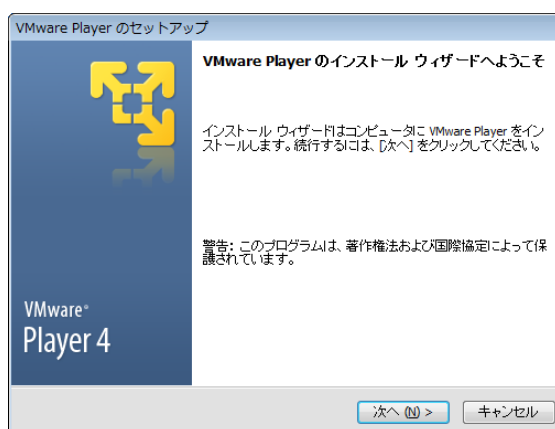 VMware Player のセットアップ
VMware Player のインストール ウィザードへようこそ
インストール ウィザードはコンピュータに VMware Player をイン
ストールします。続行するには、[次へ] をクリックしてください。
警告: このプログラムは、著作権法および国際協定によって保
護されています。
VMware®
Player 4
次へ (N) >
キャンセル